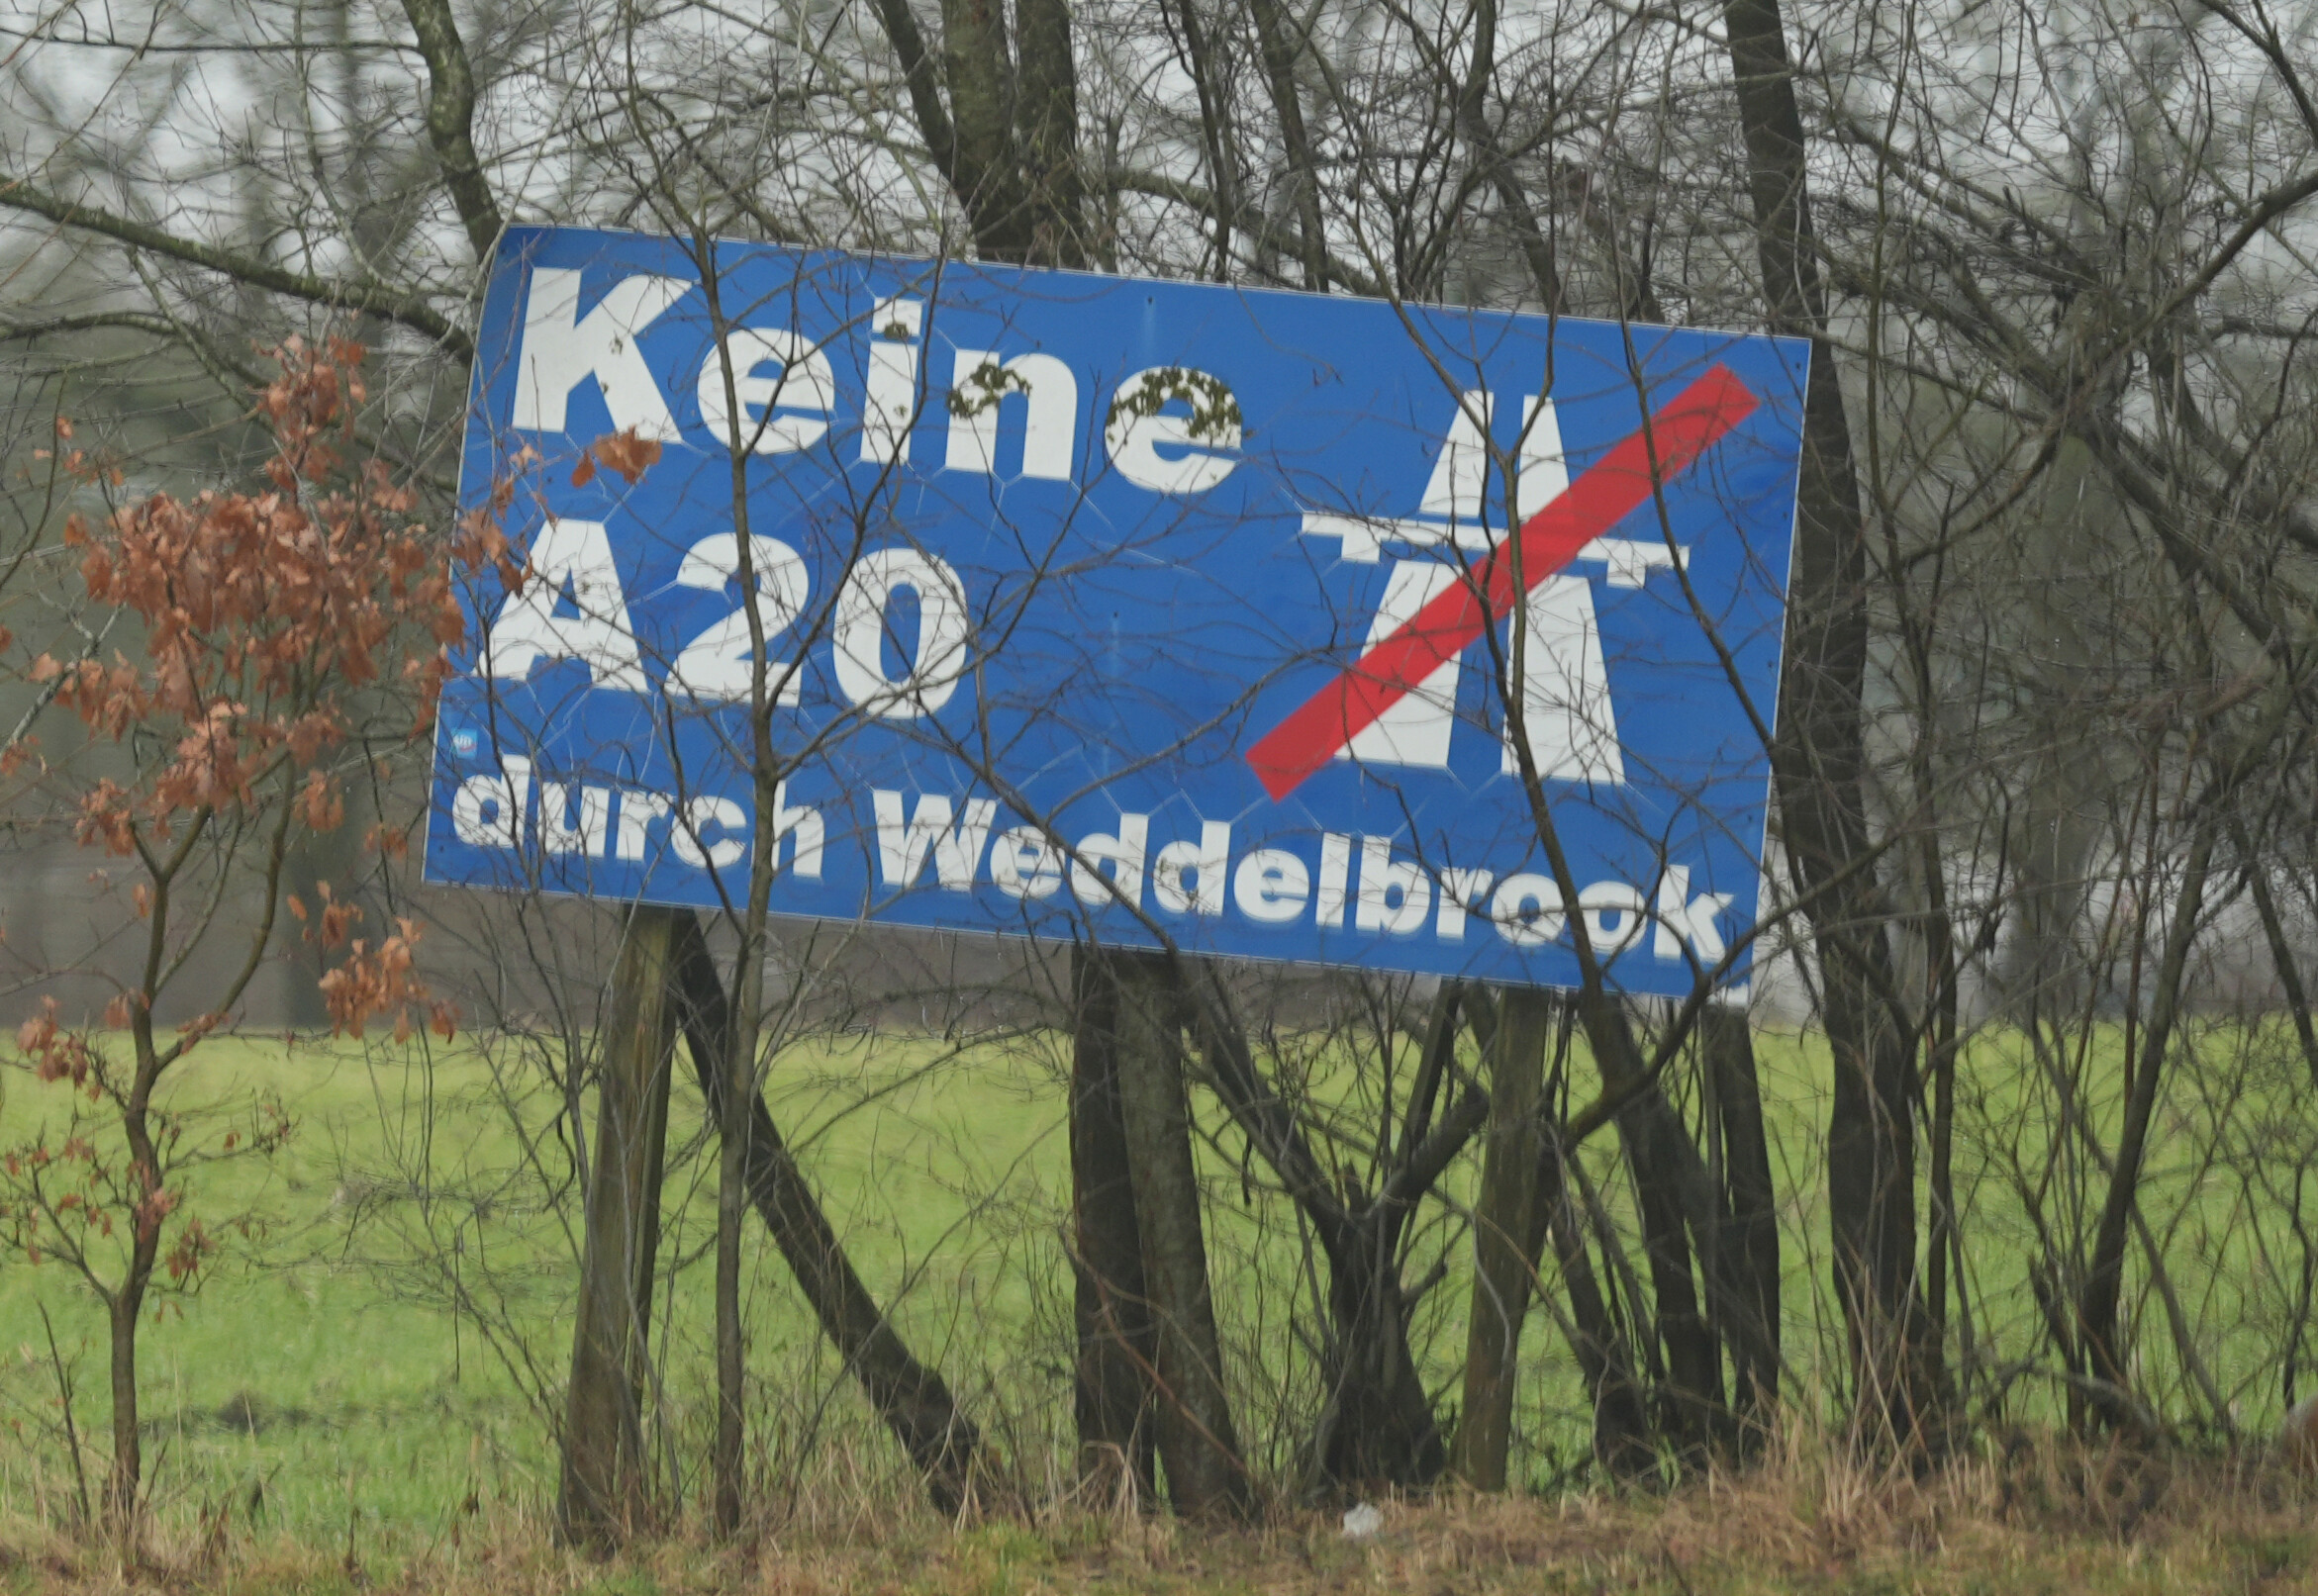 Keine
A20
durch Weddelbrook